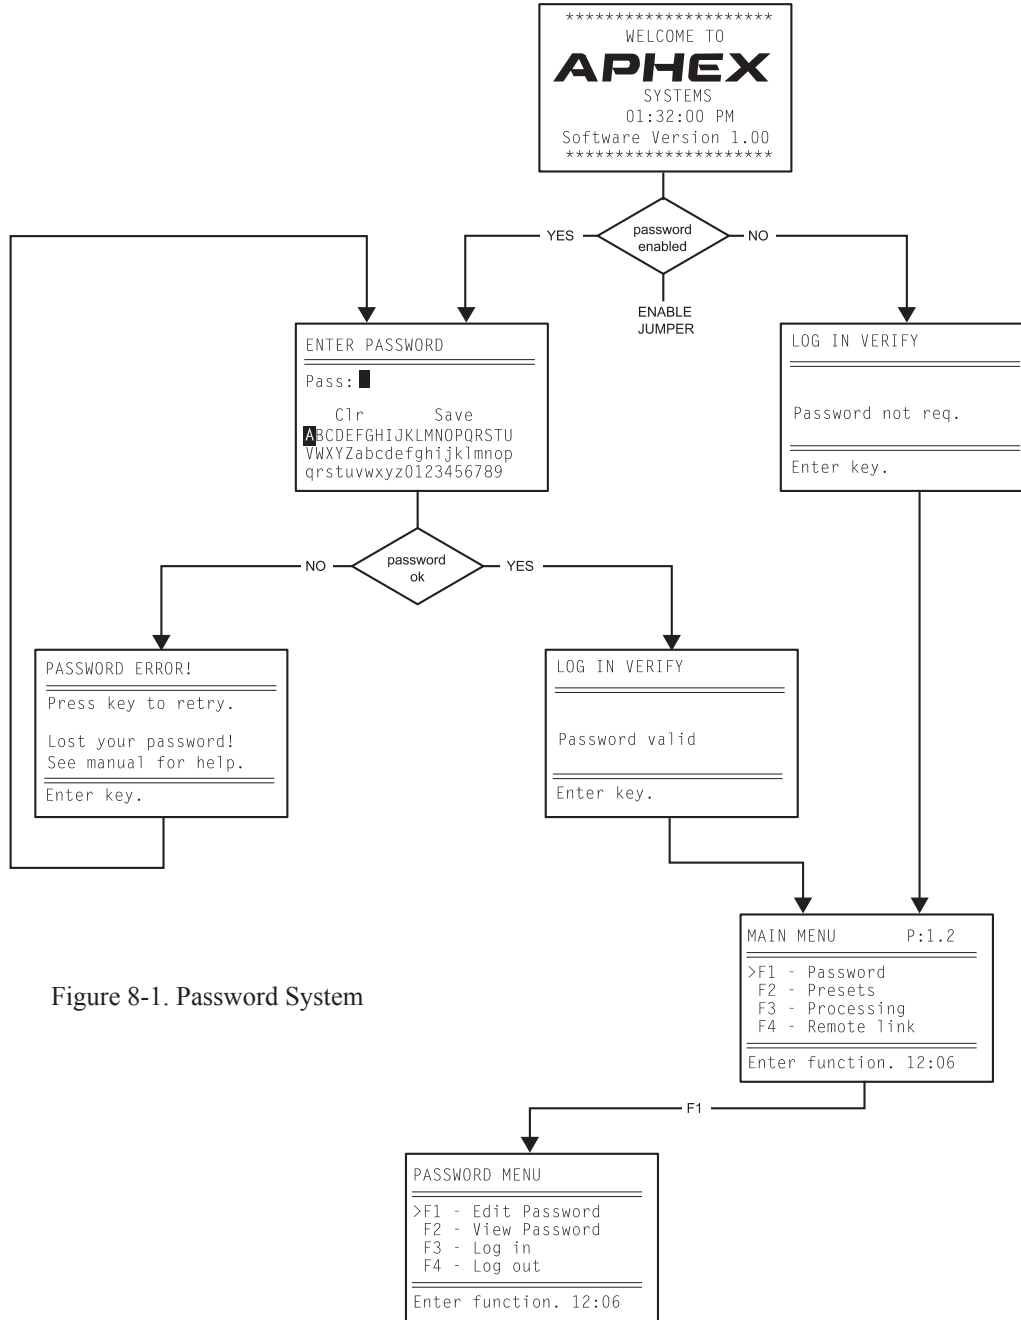 *********************
WELCOME TO
APHEX
SYSTEMS
01:32:00 PM
Software Version 1.00
*********************
password
enabled
YES
NO
ENABLE
JUMPER
ENTER PASSWORD
Pass:
Clr Save
ABCDEFGHIJKLMNOPQRSTU
VWXYZabcdefghijklmnop
qrstuvwxyz0123456789
LOG IN VERIFY
Password not req.
Enter key.
password
ok
NO
YES
PASSWORD ERROR!
Press key to retry.
Lost your password!
See manual for help.
Enter key.
LOG IN VERIFY
Password valid
Enter key.
MAIN MENU P:1.2
>F1 - Password
F2 - Presets
F3 - Processing
F4 - Remote link
Enter function. 12:06
Figure 8-1. Password System
F1
PASSWORD MENU
>F1 - Edit Password
F2 - View Password
F3 - Log in
F4 - Log out
Enter function. 12:06